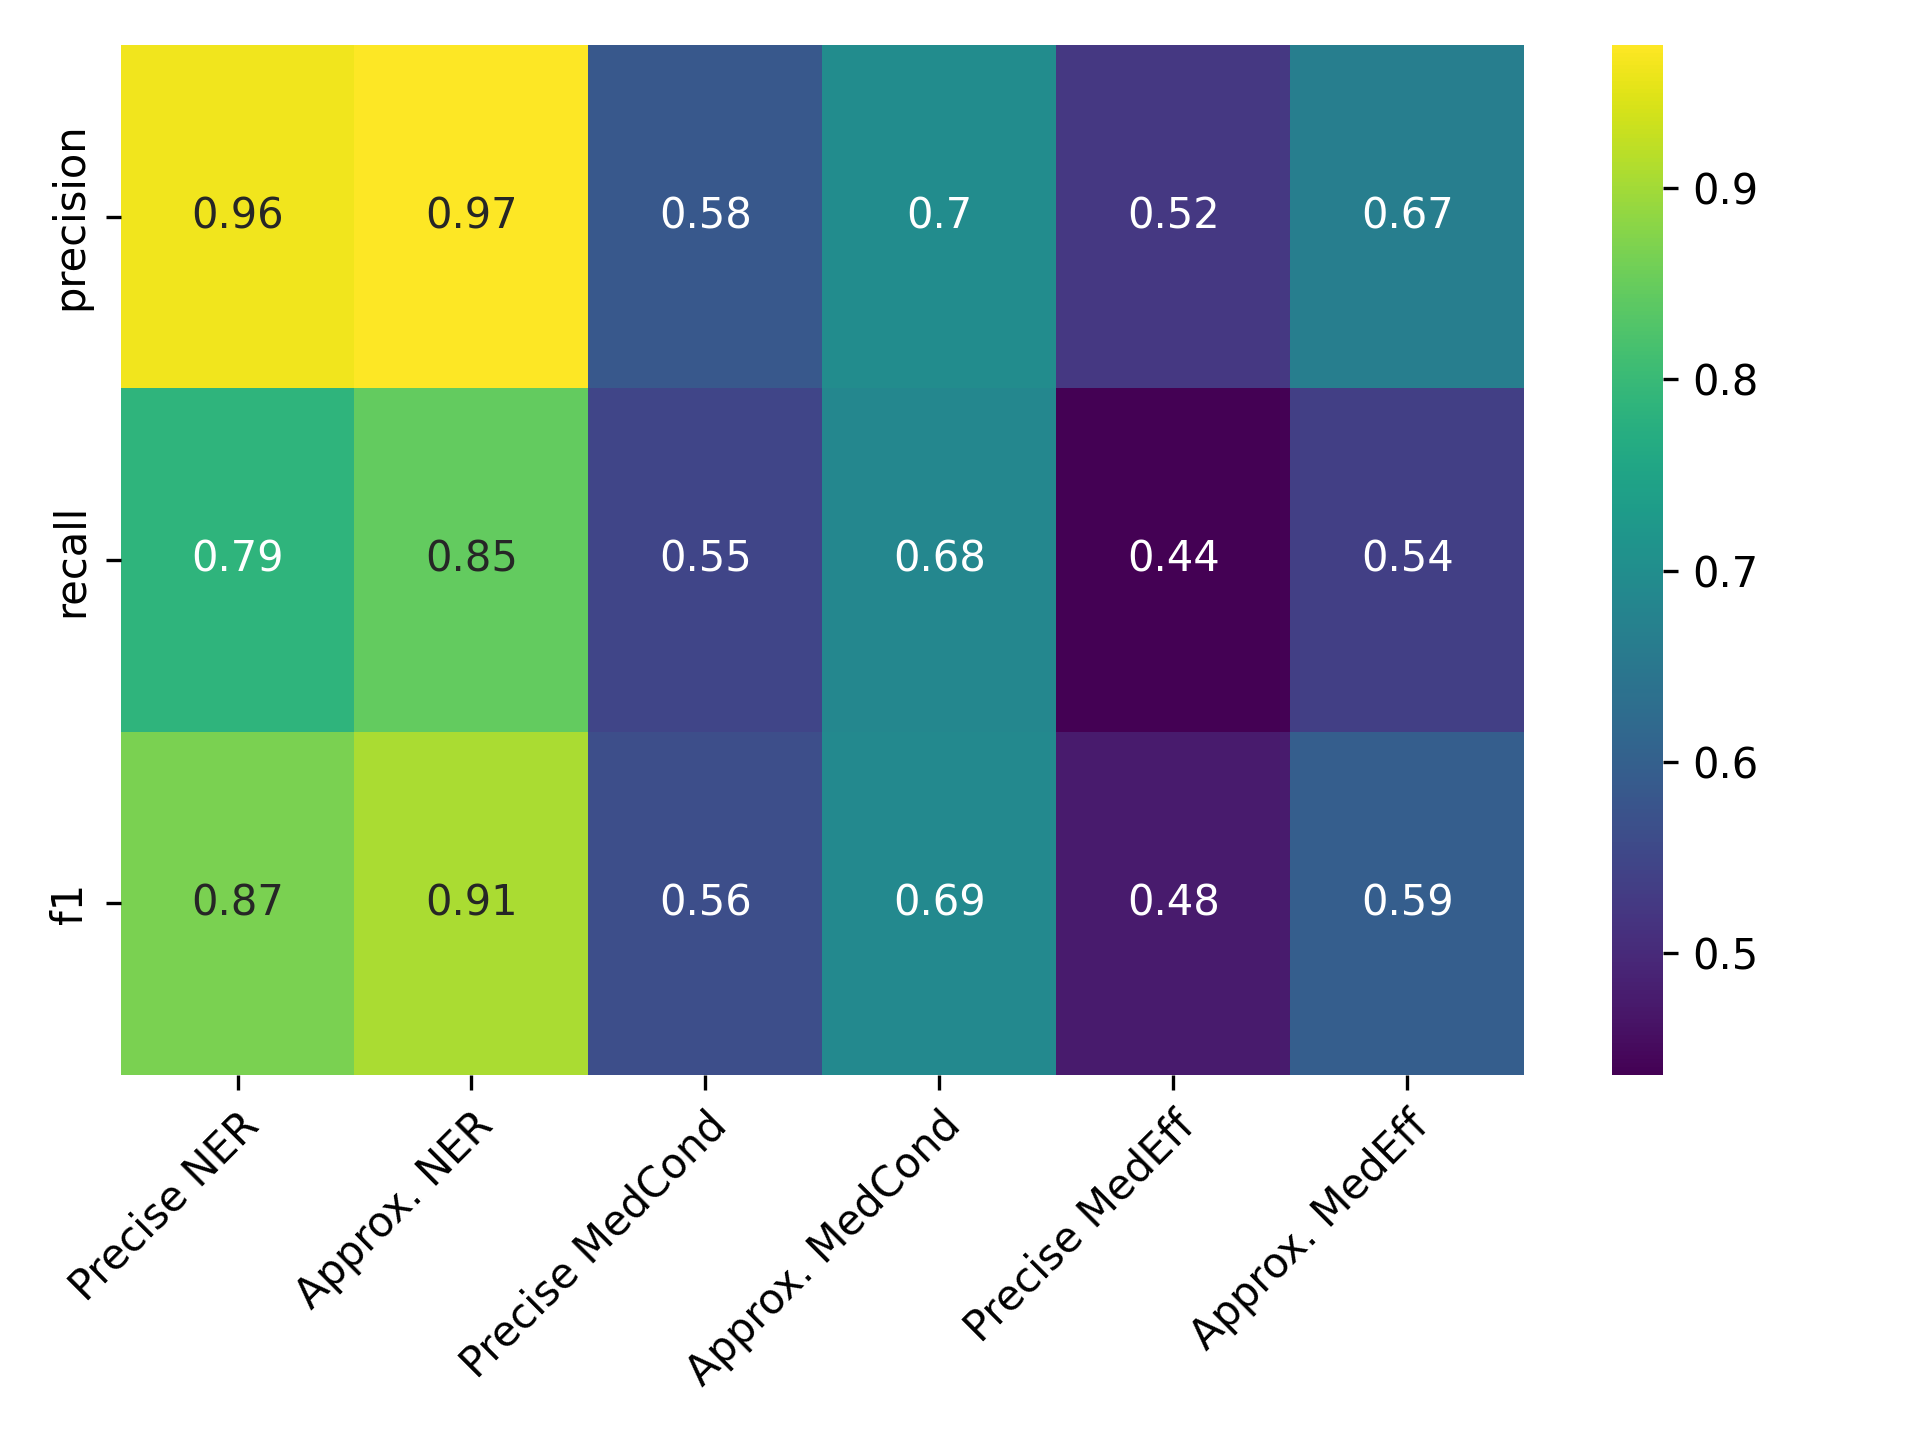 precision
0.96 0.97 0.58 0.7 0.52 0.67
recall
0.79 0.85 0.55 0.68 0.44 0.54
f1
0.87 0.91 0.56 0.69 0.48 0.59
Precise NER
Approx. NER
Precise MedCond
Approx. MedCond
Precise MedEff
Approx. MedEff
0.9
0.8
0.7
0.6
0.5